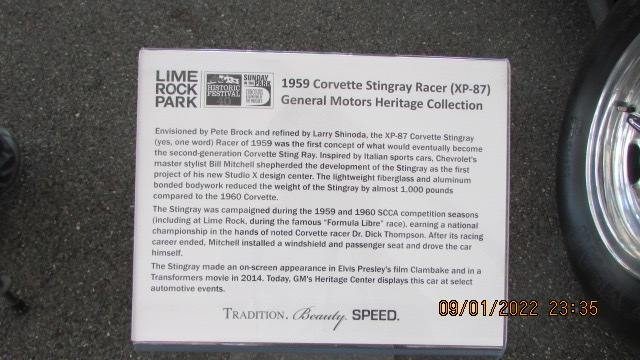 LIME
ROCK
PARK
HISTORIC
FESTIVAL
SUNDAY
IN THE PARK
1959 Corvette Stingray Racer (XP-87)
General Motors Heritage Collection
Envisioned by Pete Brock and refined by Larry Shinoda, the XP-87 Corvette Stingray
(yes, one word) Racer of 1959 was the first concept of what would eventually become
the second-generation Corvette Sting Ray. Inspired by Italian sports cars, Chevrolet's
master stylist Bill Mitchell shepherded the development of the Stingray as the first
project of his new Studio X design center. The lightweight fiberglass and aluminum
bonded bodywork reduced the weight of the Stingray by almost 1,000 pounds
compared to the 1960 Corvette.
The Stingray was campaigned during the 1959 and 1960 SCCA competition seasons
(including at Lime Rock, during the famous "Formula Libre" race), earning a national
championship in the hands of noted Corvette racer Dr. Dick Thompson. After its racing
career ended, Mitchell installed a windshield and passenger seat and drove the car
himself.
The Stingray made an on-screen appearance in Elvis Presley's film Clambake and in a
Transformers movie in 2014. Today, GM's Heritage Center displays this car at select
automotive events.
TRADITION. Beauty. SPEED.
09/01/2022 23:35